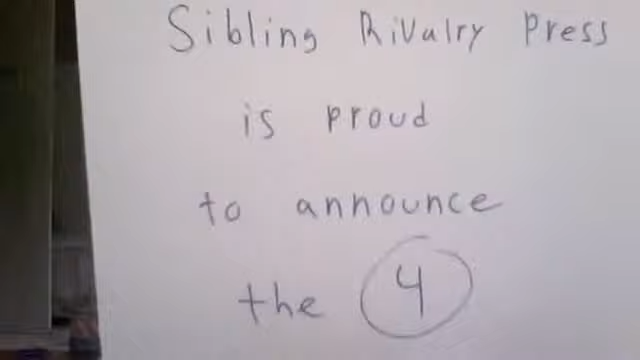 Sibling Rivalry Press
is proud
to announce
the 4